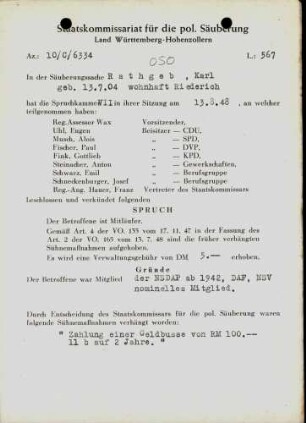 Staatskommissariat für die pol. Säuberung
Land Württemberg-Hohenzollern
Az.: 10/C/6334
L.: 567
OSO
In der Säuberungssache Rathgeb, Karl
geb. 13.7.04 wohnhaft Riederich
hat die Spruchkammer VII in ihrer Sitzung am 13.8.48, an welcher
teilgenommen haben:
Reg.Assessor Wax Vorsitzender,
Uhl, Eugen Beisitzer — CDU,
Munch, Alois „ — SPD,
Fischer, Paul „ — DVP,
Fink, Gottlich „ — KPD,
Steinacher, Anton „ — Gewerkschaften,
Schwarz, Emil „ — Berufsgruppe
Schneckenburger, Josef „ — Berufsgruppe
Reg.-Ang. Hauer, Franz Vertreter des Staatskommissars
beschlossen und verkündet folgenden
SPRUCH
Der Betroffene ist Mitläufer.
Gemäß Art. 4 der VO. 133 vom 17. 11. 47 in der Fassung des
Art. 2 der VO. 165 vom 13. 7. 48 sind die früher verhängten
Sühnemaßnahmen aufgehoben.
Es wird eine Verwaltungsgebühr von DM 5.— erhoben.
Gründe
Der Betroffene war Mitglied der NSDAP ab 1942, DAF, NSV
nominelles Mitglied.
Durch Entscheidung des Staatskommissars für die pol. Säuberung waren
folgende Sühnemaßnahmen verhängt worden:
" Zahlung einer Geldbusse von RM 100.--
11 b auf 2 Jahre. "